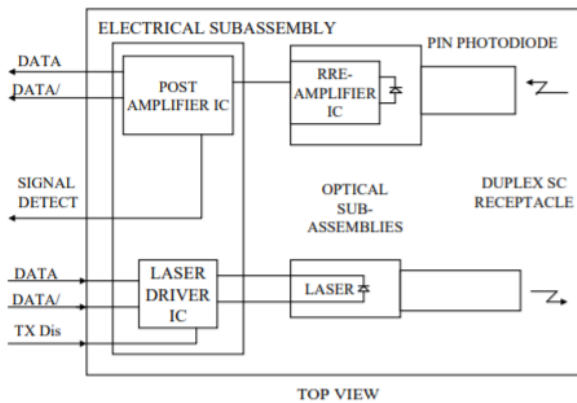 ELECTRICAL SUBASSEMBLY
DATA
DATA/
POST
AMPLIFIER IC
RRE-
AMPLIFIER
IC
PIN PHOTODIODE
SIGNAL
DETECT
OPTICAL
SUB-
ASSEMBLIES
DUPLEX SC
RECEPTACLE
DATA
DATA/
TX Dis
LASER
DRIVER
IC
LASER
TOP VIEW